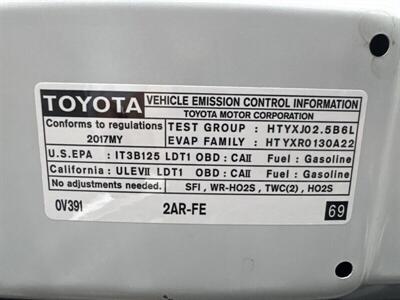 TOYOTA VEHICLE EMISSION CONTROL INFORMATION
TOYOTA MOTOR CORPORATION
Conforms to regulations
2017MY
TEST GROUP : HTYXJ02.5B6L
EVAP FAMILY : HTYXR0130A22
U.S.EPA : IT3B125 LDT1 OBD : CAII Fuel : Gasoline
California : ULEVII LDT1 OBD : CAII Fuel : Gasoline
No adjustments needed. SFI , WR-HO2S , TWC(2) , HO2S
0V391 2AR-FE 69